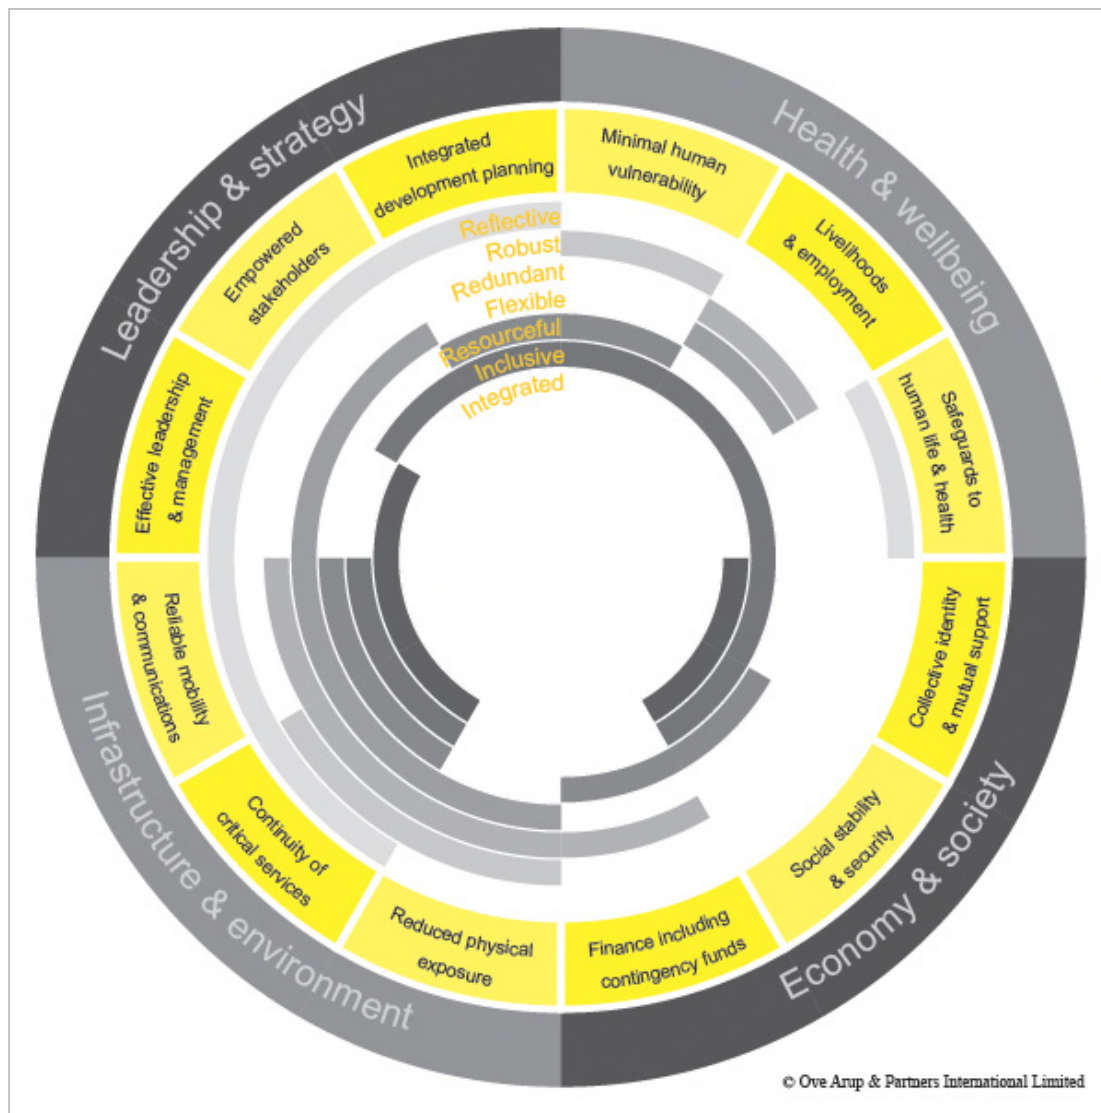 Leadership & strategy
Health & wellbeing
Economy & society
Infrastructure & environment
Minimal human
vulnerability
Livelihoods
& employment
Safeguards to
human life & health
Collective identity
& mutual support
Social stability
& security
Finance including
contingency funds
Reduced physical
exposure
Continuity of
critical services
Reliable mobility
& communications
Effective leadership
& management
Empowered
stakeholders
Integrated
development planning
Reflective
Robust
Redundant
Flexible
Resourceful
Inclusive
Integrated
© Ove Arup & Partners International Limited